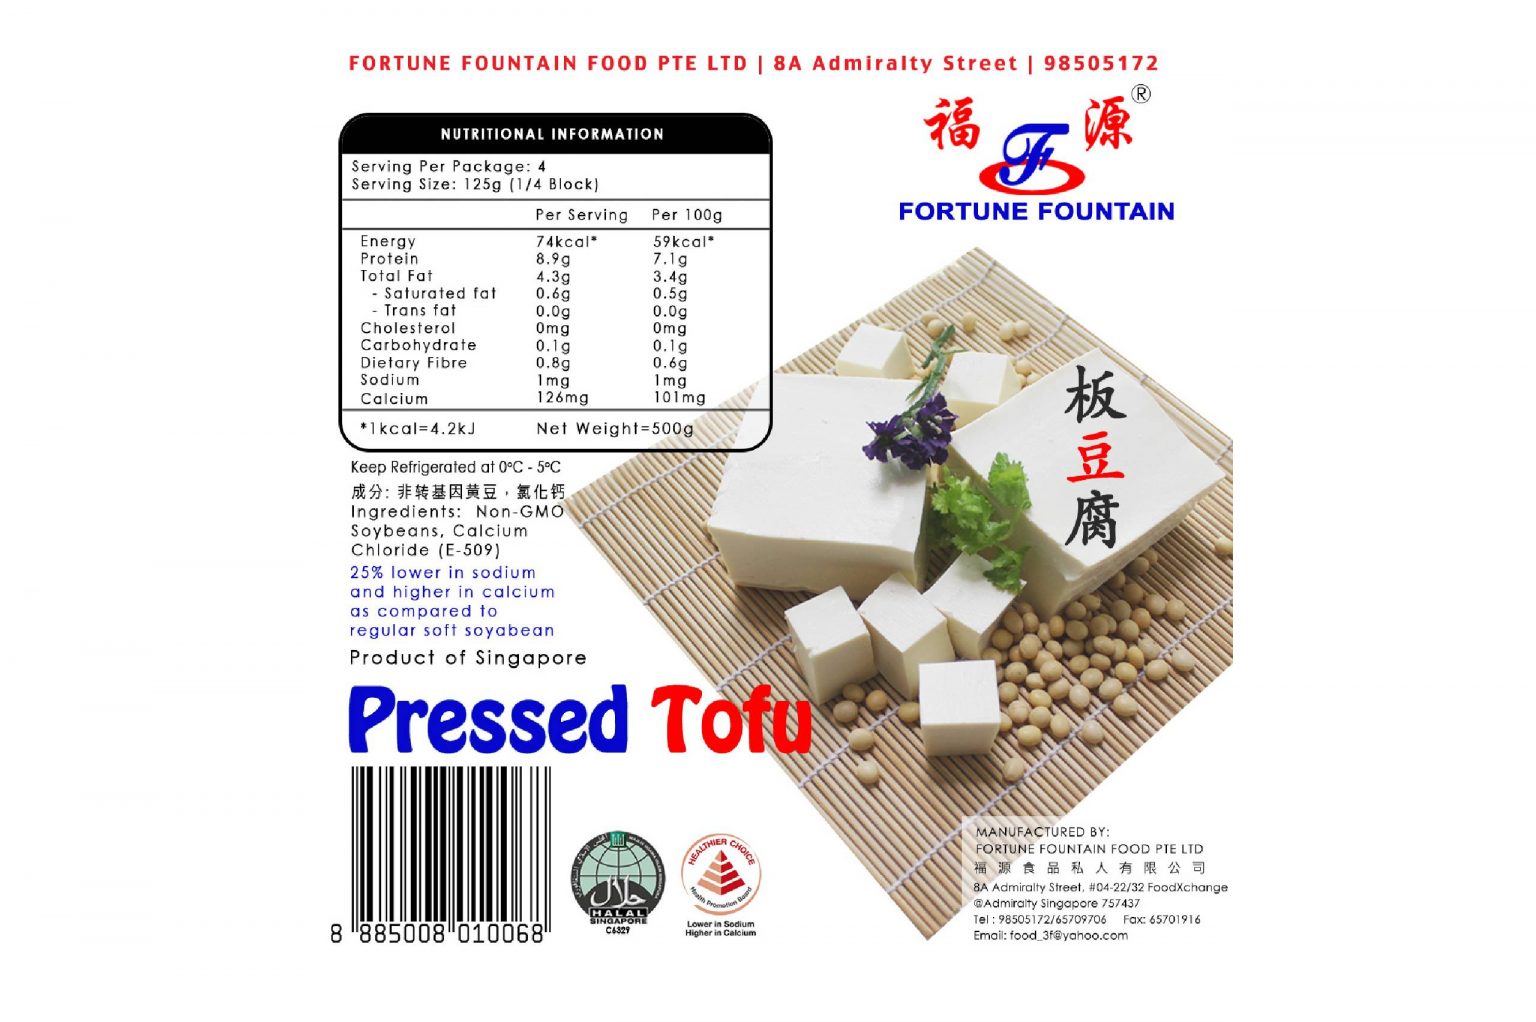 FORTUNE FOUNTAIN FOOD PTE LTD | 8A Admiralty Street | 98505172
福 源 ®
F
FORTUNE FOUNTAIN
NUTRITIONAL INFORMATION
Serving Per Package: 4
Serving Size: 125g (1/4 Block)
Per Serving Per 100g
Energy 74kcal* 59kcal*
Protein 8.9g 7.1g
Total Fat 4.3g 3.4g
- Saturated fat 0.6g 0.5g
- Trans fat 0.0g 0.0g
Cholesterol 0mg 0mg
Carbohydrate 0.1g 0.1g
Dietary Fibre 0.8g 0.6g
Sodium 1mg 1mg
Calcium 126mg 101mg
*1kcal=4.2kJ Net Weight=500g
Keep Refrigerated at 0°C - 5°C
成分: 非转基因黄豆，氯化钙
Ingredients: Non-GMO
Soybeans, Calcium
Chloride (E-509)
25% lower in sodium
and higher in calcium
as compared to
regular soft soyabean
Product of Singapore
板
豆
腐
Pressed Tofu
8 885008 010068
HALAL
SINGAPORE
C6329
HEALTHIER CHOICE
Health Promotion Board
Lower in Sodium
Higher in Calcium
MANUFACTURED BY:
FORTUNE FOUNTAIN FOOD PTE LTD
福 源 食 品 私 人 有 限 公 司
8A Admiralty Street, #04-22/32 FoodXchange
@Admiralty Singapore 757437
Tel : 98505172/65709706 Fax: 65701916
Email: food_3f@yahoo.com